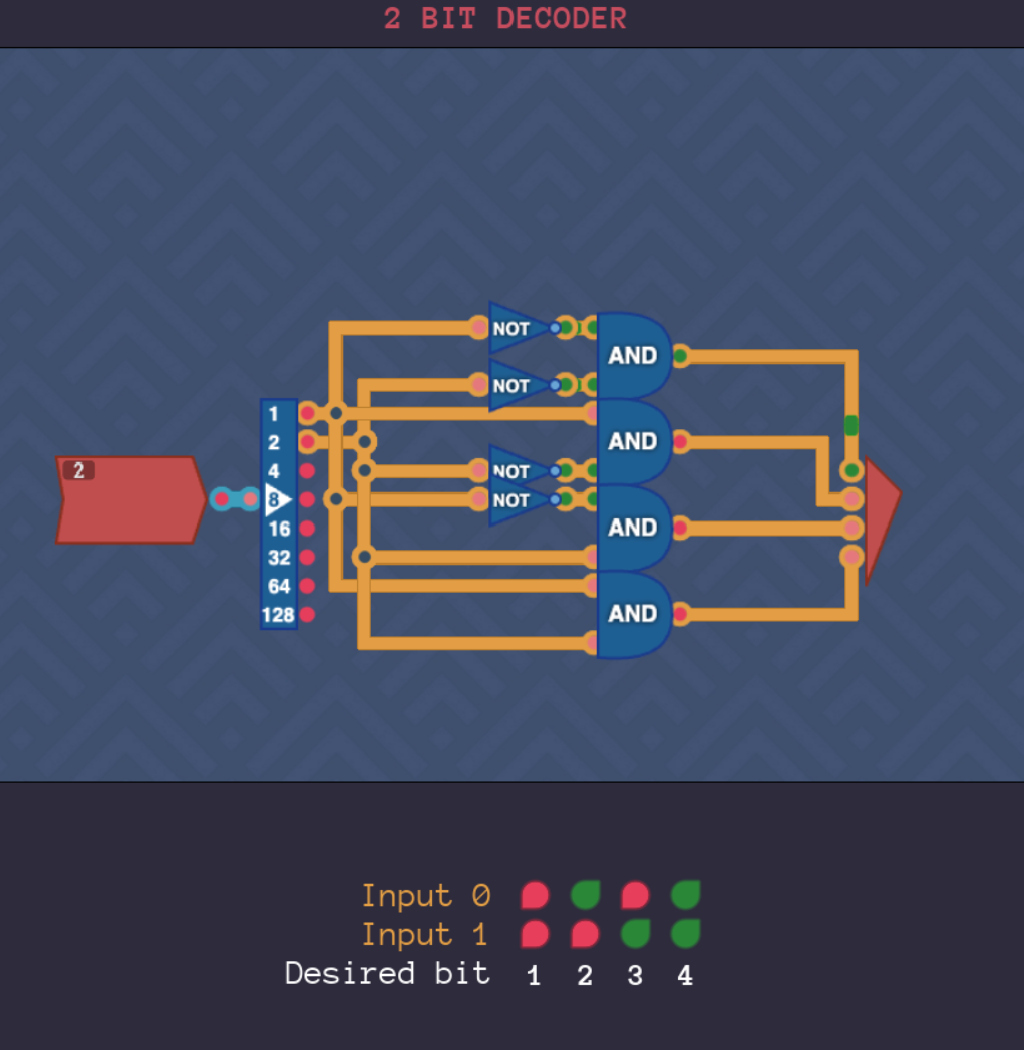 2 BIT DECODER
NOT
AND
NOT
1
2
AND
2
4
NOT
8
NOT
16
AND
32
64
AND
128
Input 0
Input 1
Desired bit 1 2 3 4